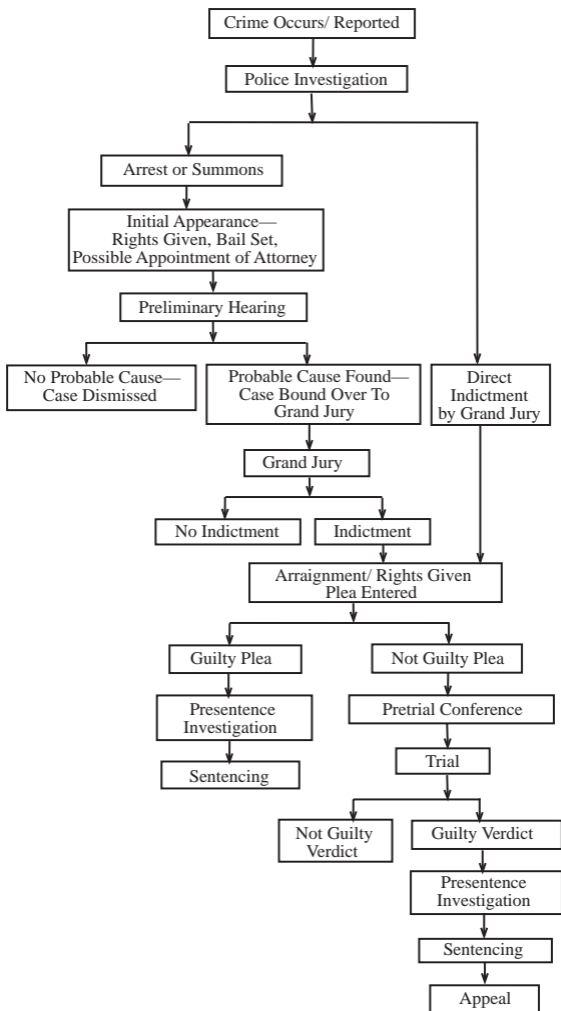 Crime Occurs/ Reported
Police Investigation
Arrest or Summons
Initial Appearance—
Rights Given, Bail Set,
Possible Appointment of Attorney
Preliminary Hearing
No Probable Cause—
Case Dismissed
Probable Cause Found—
Case Bound Over To
Grand Jury
Direct
Indictment
by Grand Jury
Grand Jury
No Indictment
Indictment
Arraignment/ Rights Given
Plea Entered
Guilty Plea
Not Guilty Plea
Presentence
Investigation
Pretrial Conference
Sentencing
Trial
Not Guilty
Verdict
Guilty Verdict
Presentence
Investigation
Sentencing
Appeal